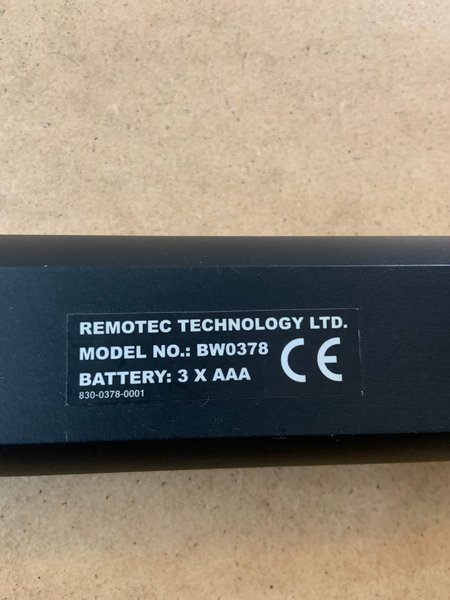 REMOTEC TECHNOLOGY LTD.
MODEL NO.: BW0378
BATTERY: 3 X AAA
830-0378-0001
CE